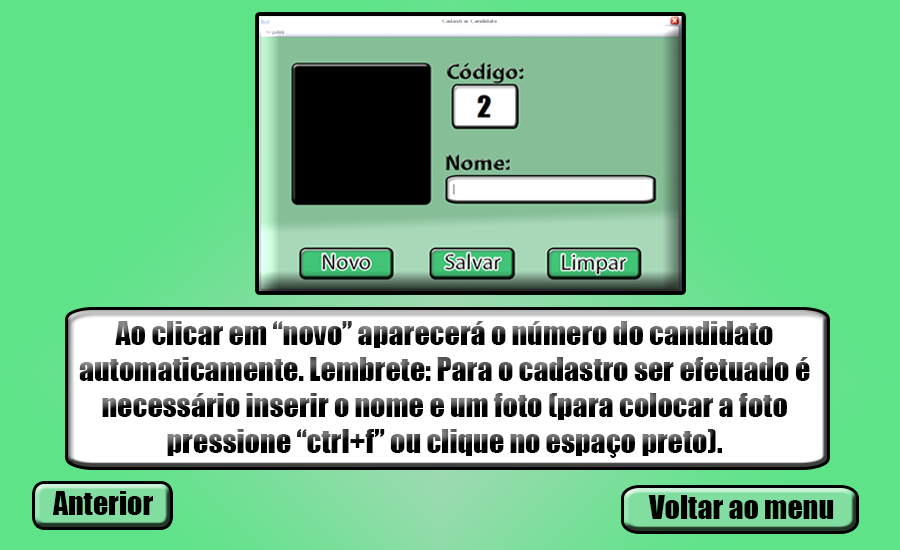 Cadastrar Candidato
Código:
2
Nome:
Novo
Salvar
Limpar
Ao clicar em “novo” aparecerá o número do candidato
automaticamente. Lembrete: Para o cadastro ser efetuado é
necessário inserir o nome e um foto (para colocar a foto
pressione “ctrl+f” ou clique no espaço preto).
Anterior
Voltar ao menu